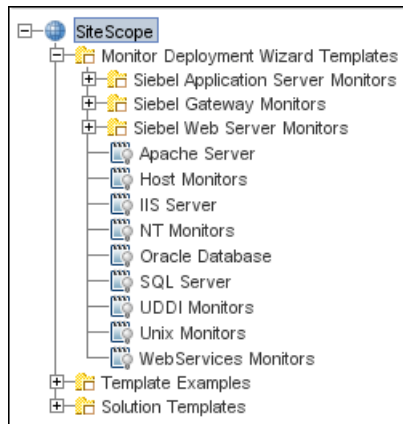 SiteScope
Monitor Deployment Wizard Templates
Siebel Application Server Monitors
Siebel Gateway Monitors
Siebel Web Server Monitors
Apache Server
Host Monitors
IIS Server
NT Monitors
Oracle Database
SQL Server
UDDI Monitors
Unix Monitors
WebServices Monitors
Template Examples
Solution Templates